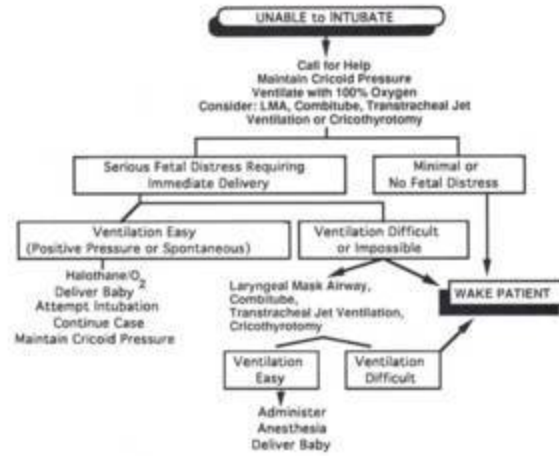 UNABLE to INTUBATE
Call for Help
Maintain Cricoid Pressure
Ventilate with 100% Oxygen
Consider: LMA, Combitube, Transtracheal Jet
Ventilation or Cricothyrotomy
Serious Fetal Distress Requiring
Immediate Delivery
Minimal or
No Fetal Distress
Ventilation Easy
(Positive Pressure or Spontaneous)
Ventilation Difficult
or Impossible
Halothane/O2
Deliver Baby
Attempt Intubation
Continue Case
Maintain Cricoid Pressure
Laryngeal Mask Airway,
Combitube,
Transtracheal Jet Ventilation,
Cricothyrotomy
WAKE PATIENT
Ventilation
Easy
Ventilation
Difficult
Administer
Anesthesia
Deliver Baby